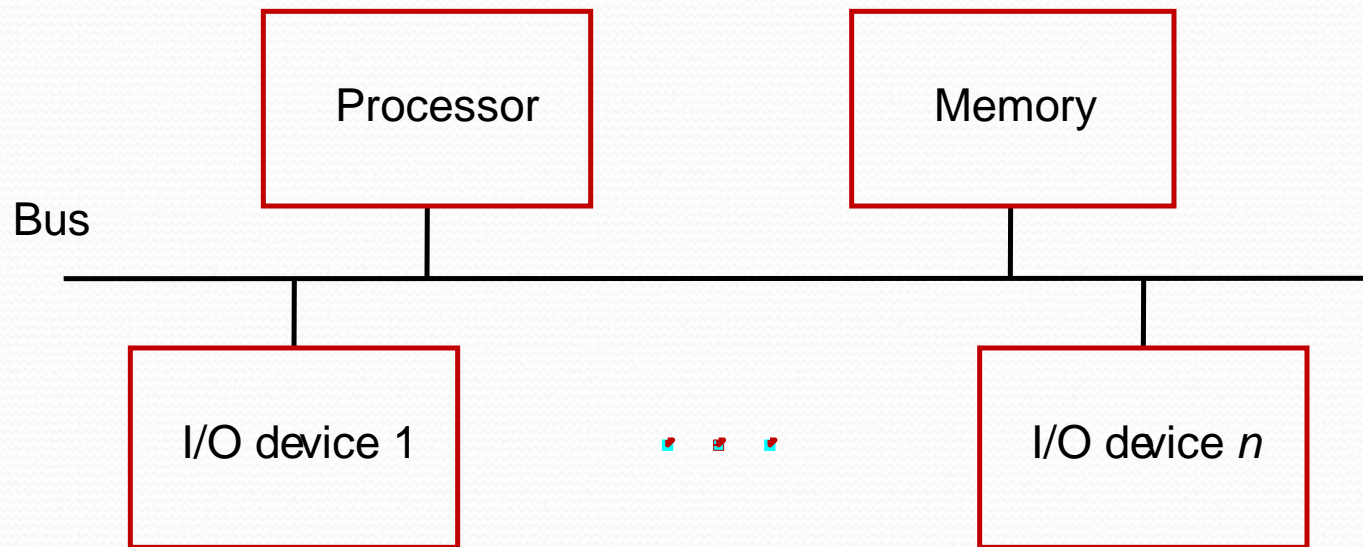 Processor
Memory
Bus
I/O device 1
. . .
I/O device n